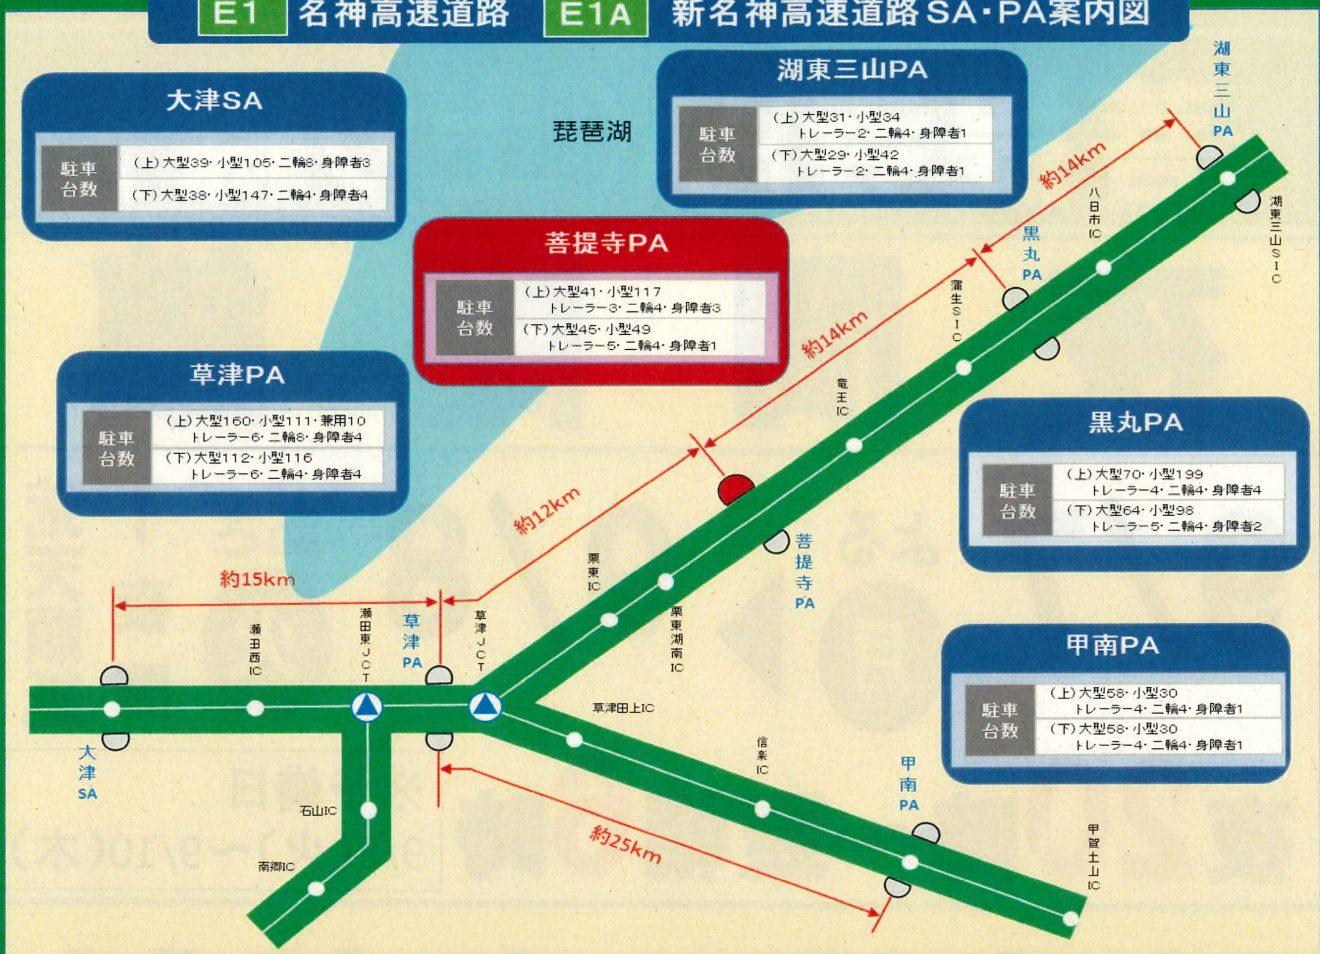 E1 名神高速道路 E1A 新名神高速道路SA・PA案内図
大津SA
駐車
台数
(上)大型39・小型105・二輪8・身障者3
(下)大型38・小型147・二輪4・身障者4
琵琶湖
湖東三山PA
駐車
台数
(上)大型31・小型34
トレーラー2・二輪4・身障者1
(下)大型29・小型42
トレーラー2・二輪4・身障者1
菩提寺PA
駐車
台数
(上)大型41・小型117
トレーラー3・二輪4・身障者3
(下)大型45・小型49
トレーラー5・二輪4・身障者1
草津PA
駐車
台数
(上)大型160・小型111・兼用10
トレーラー6・二輪8・身障者4
(下)大型112・小型116
トレーラー6・二輪4・身障者4
黒丸PA
駐車
台数
(上)大型70・小型199
トレーラー4・二輪4・身障者4
(下)大型64・小型98
トレーラー5・二輪4・身障者2
甲南PA
駐車
台数
(上)大型58・小型30
トレーラー4・二輪4・身障者1
(下)大型58・小型30
トレーラー4・二輪4・身障者1
湖東三山PA
湖東三山SIC
約14km
八日市IC
黒丸PA
蒲生SIC
約14km
竜王IC
菩提寺PA
約12km
栗東IC
栗東湖南IC
約15km
瀬田西IC
瀬田東JCT
草津PA
草津JCT
大津SA
草津田上IC
信楽IC
甲南PA
甲賀土山IC
約25km
石山IC
南郷IC